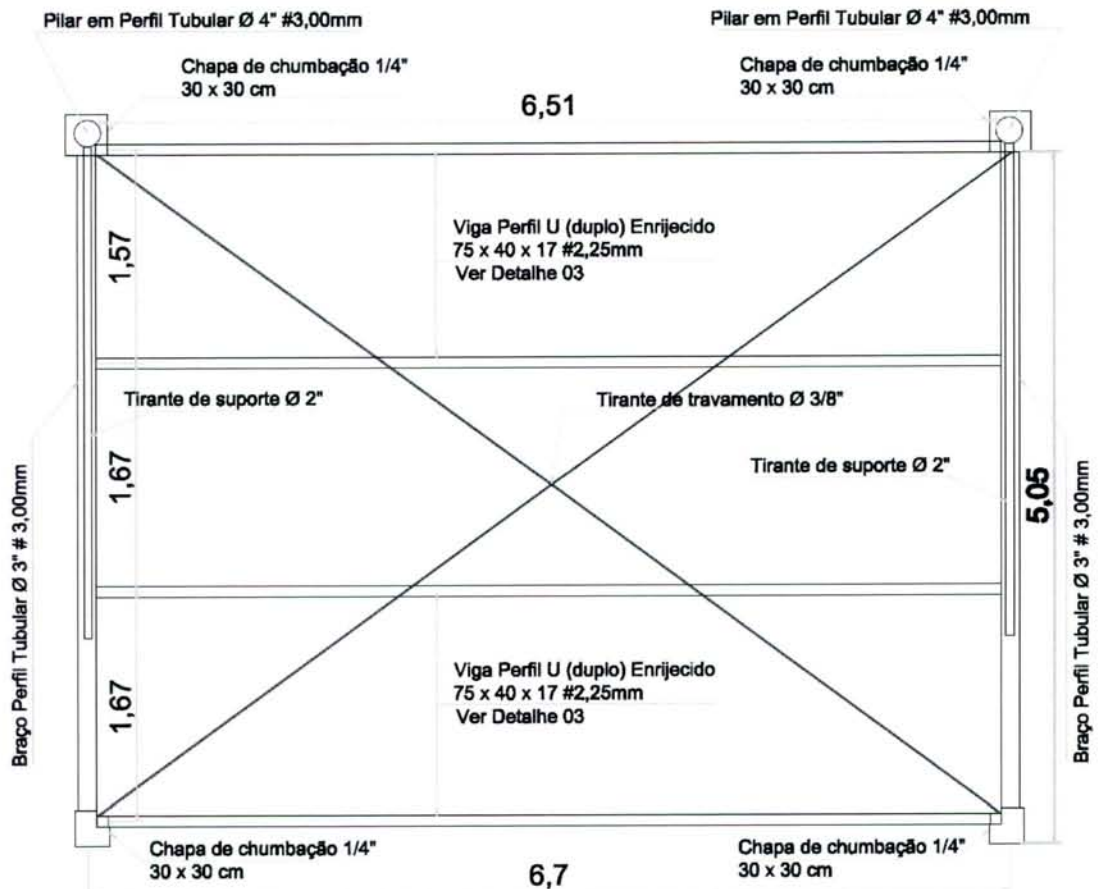 Pilar em Perfil Tubular Ø 4" #3,00mm
Pilar em Perfil Tubular Ø 4" #3,00mm
Chapa de chumbação 1/4"
30 x 30 cm
Chapa de chumbação 1/4"
30 x 30 cm
6,51
1,57
Viga Perfil U (duplo) Enrijecido
75 x 40 x 17 #2,25mm
Ver Detalhe 03
Tirante de suporte Ø 2"
Tirante de travamento Ø 3/8"
Tirante de suporte Ø 2"
1,67
5,05
Braço Perfil Tubular Ø 3" # 3,00mm
Braço Perfil Tubular Ø 3" # 3,00mm
1,67
Viga Perfil U (duplo) Enrijecido
75 x 40 x 17 #2,25mm
Ver Detalhe 03
Chapa de chumbação 1/4"
30 x 30 cm
Chapa de chumbação 1/4"
30 x 30 cm
6,7